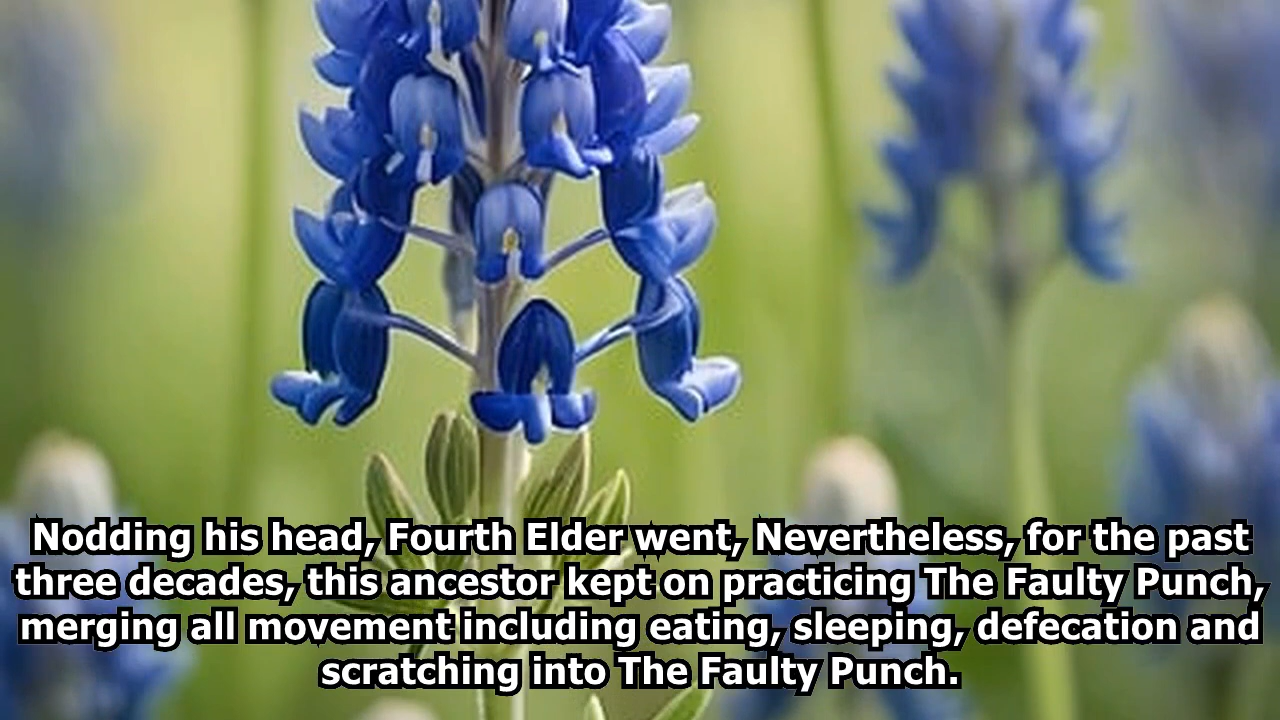 Nodding his head, Fourth Elder went, Nevertheless, for the past
three decades, this ancestor kept on practicing The Faulty Punch,
merging all movement including eating, sleeping, defecation and
scratching into The Faulty Punch.